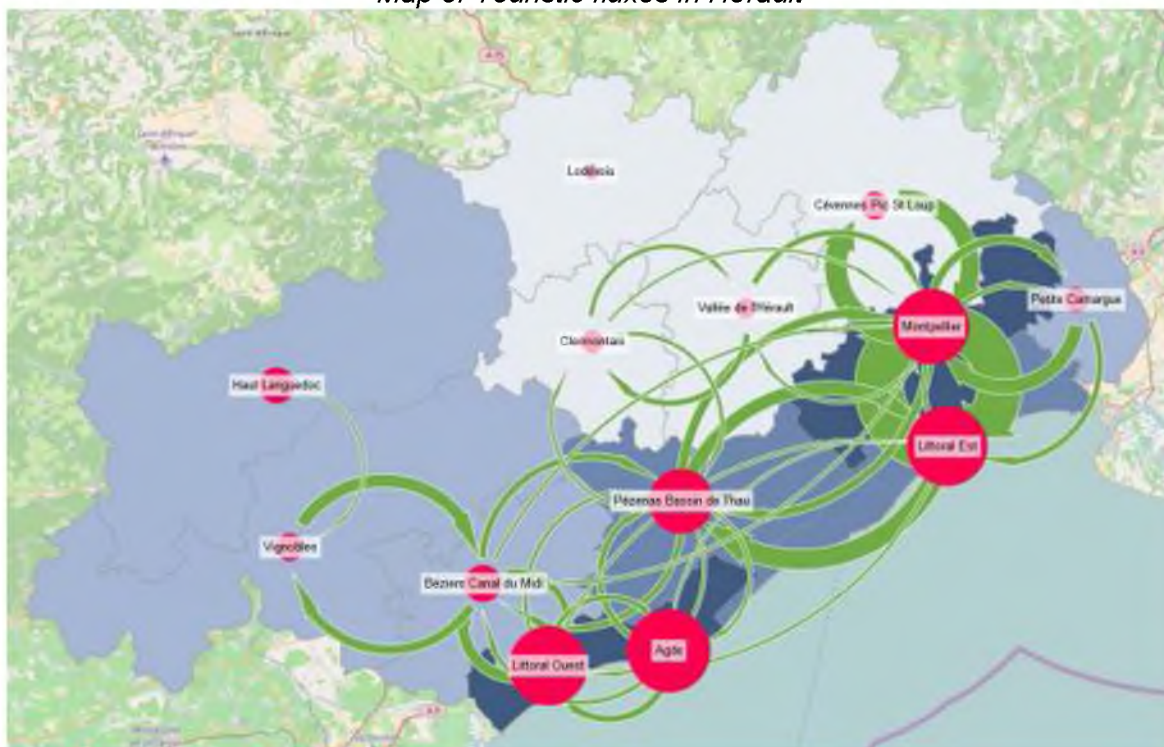 Map of Touristic fluxes in Hérault
Lodévois
Cévennes Pic St Loup
Petite Camargue
Vallée de l'Hérault
Montpellier
Clermontais
Haut Languedoc
Littoral Est
Pézenas Bassin de Thau
Vignobles
Béziers Canal du Midi
Agde
Littoral Ouest